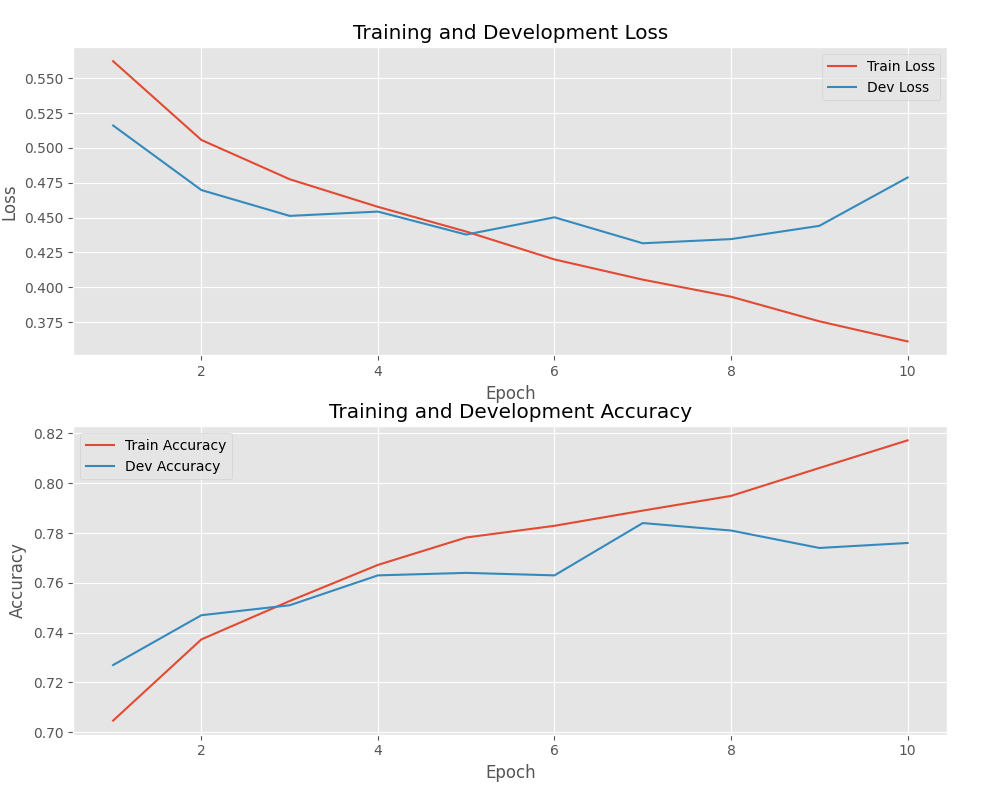 Training and Development Loss
Train Loss
Dev Loss
0.550
0.525
0.500
0.475
0.450
0.425
0.400
0.375
Loss
2 4 6 8 10
Epoch
Training and Development Accuracy
Train Accuracy
Dev Accuracy
0.82
0.80
0.78
0.76
0.74
0.72
0.70
Accuracy
2 4 6 8 10
Epoch